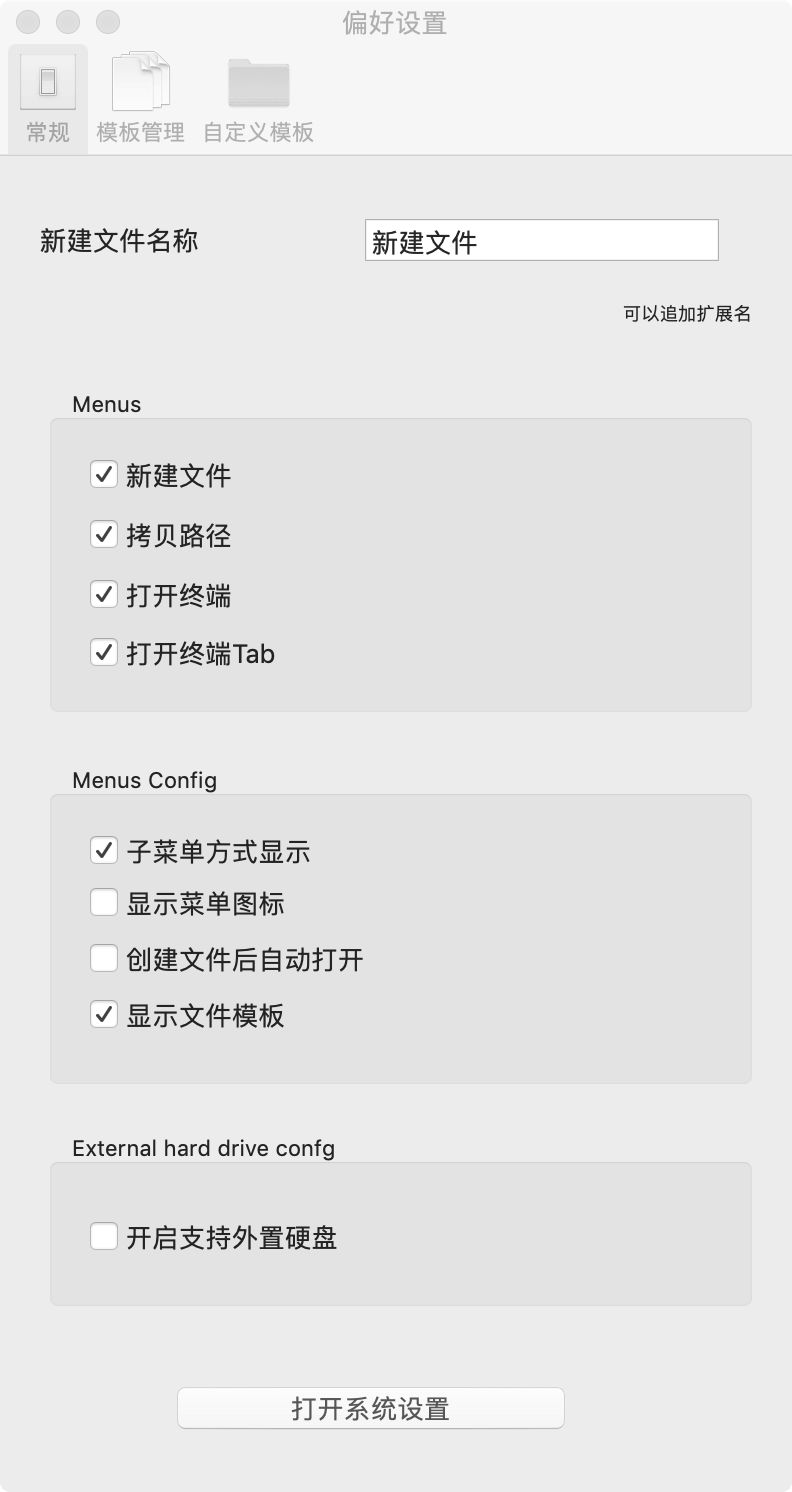 偏好设置
常规 模板管理 自定义模板
新建文件名称 新建文件
可以追加扩展名
Menus
新建文件
拷贝路径
打开终端
打开终端Tab
Menus Config
子菜单方式显示
显示菜单图标
创建文件后自动打开
显示文件模板
External hard drive confg
开启支持外置硬盘
打开系统设置